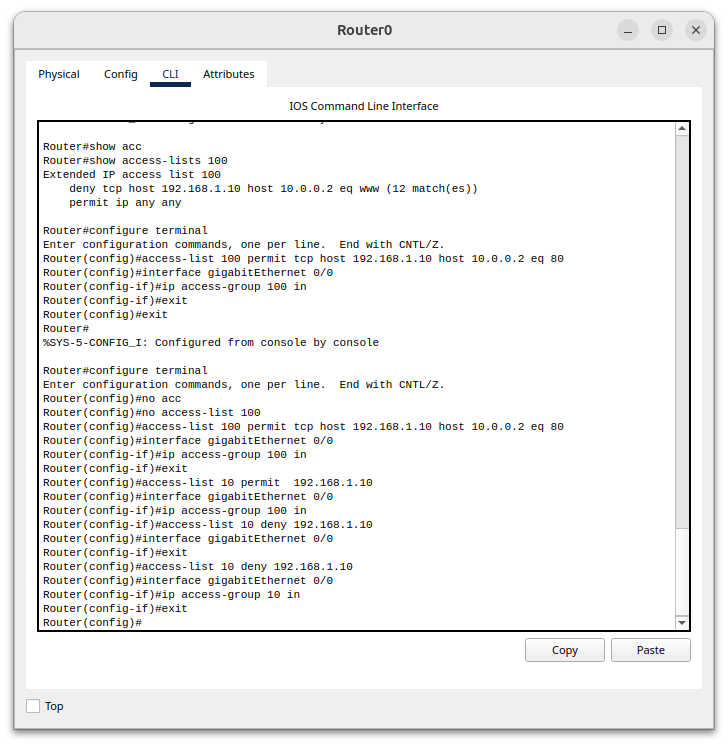 Router0
Physical Config CLI Attributes
IOS Command Line Interface
Router#show acc
Router#show access-lists 100
Extended IP access list 100
    deny tcp host 192.168.1.10 host 10.0.0.2 eq www (12 match(es))
    permit ip any any
Router#configure terminal
Enter configuration commands, one per line.  End with CNTL/Z.
Router(config)#access-list 100 permit tcp host 192.168.1.10 host 10.0.0.2 eq 80
Router(config)#interface gigabitEthernet 0/0
Router(config-if)#ip access-group 100 in
Router(config-if)#exit
Router(config)#exit
Router#
%SYS-5-CONFIG_I: Configured from console by console
Router#configure terminal
Enter configuration commands, one per line.  End with CNTL/Z.
Router(config)#no acc
Router(config)#no access-list 100
Router(config)#access-list 100 permit tcp host 192.168.1.10 host 10.0.0.2 eq 80
Router(config)#interface gigabitEthernet 0/0
Router(config-if)#ip access-group 100 in
Router(config-if)#exit
Router(config)#access-list 10 permit  192.168.1.10
Router(config)#interface gigabitEthernet 0/0
Router(config-if)#ip access-group 100 in
Router(config-if)#access-list 10 deny 192.168.1.10
Router(config)#interface gigabitEthernet 0/0
Router(config-if)#exit
Router(config)#access-list 10 deny 192.168.1.10
Router(config)#interface gigabitEthernet 0/0
Router(config-if)#ip access-group 10 in
Router(config-if)#exit
Router(config)#
Copy Paste
Top